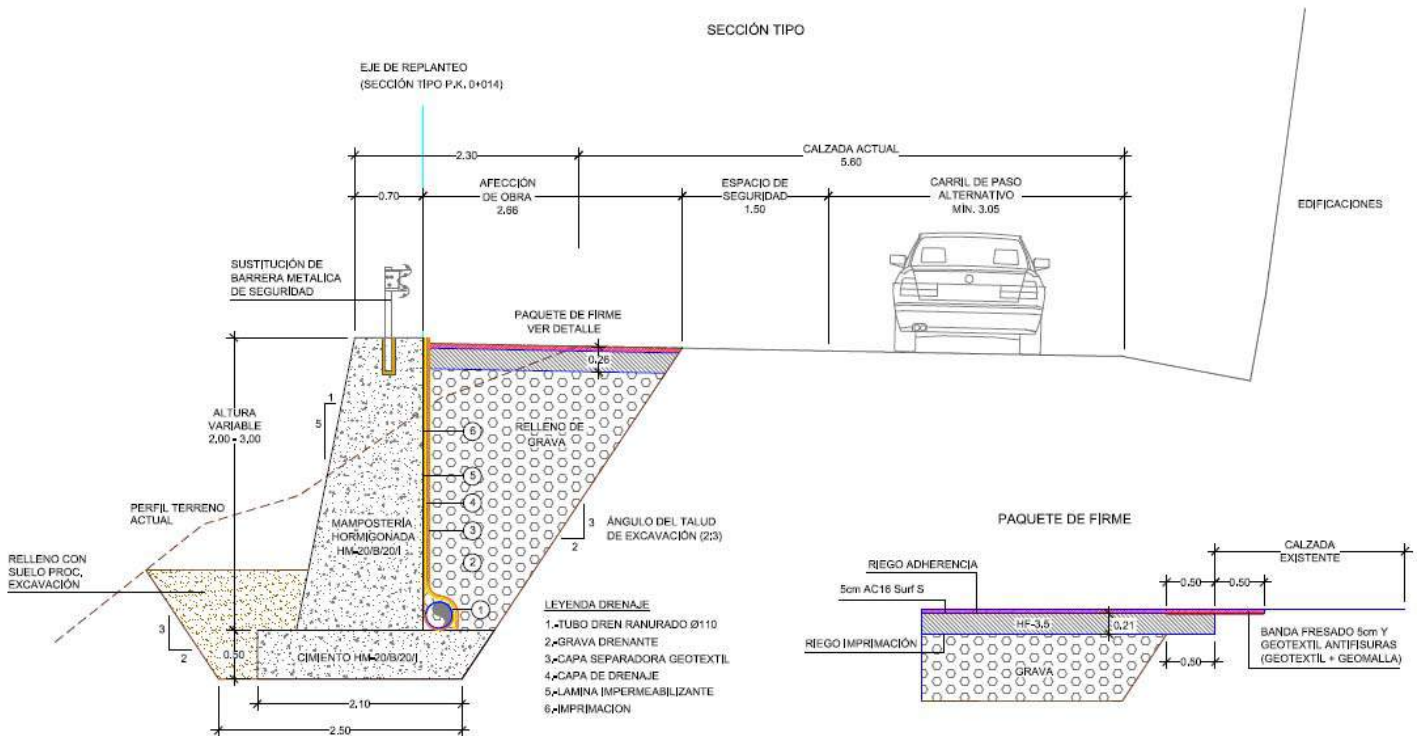 SECCIÓN TIPO
EJE DE REPLANTEO
(SECCIÓN TIPO P.K. 0+014)
2.30
CALZADA ACTUAL
5.60
0.70
AFECCIÓN
DE OBRA
2.66
ESPACIO DE
SEGURIDAD
1.50
CARRIL DE PASO
ALTERNATIVO
MÍN. 3.05
EDIFICACIONES
SUSTITUCIÓN DE
BARRERA METALICA
DE SEGURIDAD
PAQUETE DE FIRME
VER DETALLE
0.26
1
5
ALTURA
VARIABLE
2,00 - 3,00
RELLENO DE
GRAVA
6
5
4
3
2
1
PERFIL TERRENO
ACTUAL
MAMPOSTERÍA
HORMIGONADA
HM-20/B/20/I
3
2
ÁNGULO DEL TALUD
DE EXCAVACIÓN (2:3)
RELLENO CON
SUELO PROC.
EXCAVACIÓN
3
2
0.50
CIMIENTO HM-20/B/20/I
2.10
2.50
LEYENDA DRENAJE
1.-TUBO DREN RANURADO Ø110
2.-GRAVA DRENANTE
3.-CAPA SEPARADORA GEOTEXTIL
4.-CAPA DE DRENAJE
5.-LAMINA IMPERMEABILIZANTE
6.-IMPRIMACION
PAQUETE DE FIRME
CALZADA
EXISTENTE
RIEGO ADHERENCIA
0.50
0.50
5cm AC16 Surf S
HF-3.5
0,21
RIEGO IMPRIMACIÓN
GRAVA
0.50
BANDA FRESADO 5cm Y
GEOTEXTIL ANTIFISURAS
(GEOTEXTIL + GEOMALLA)